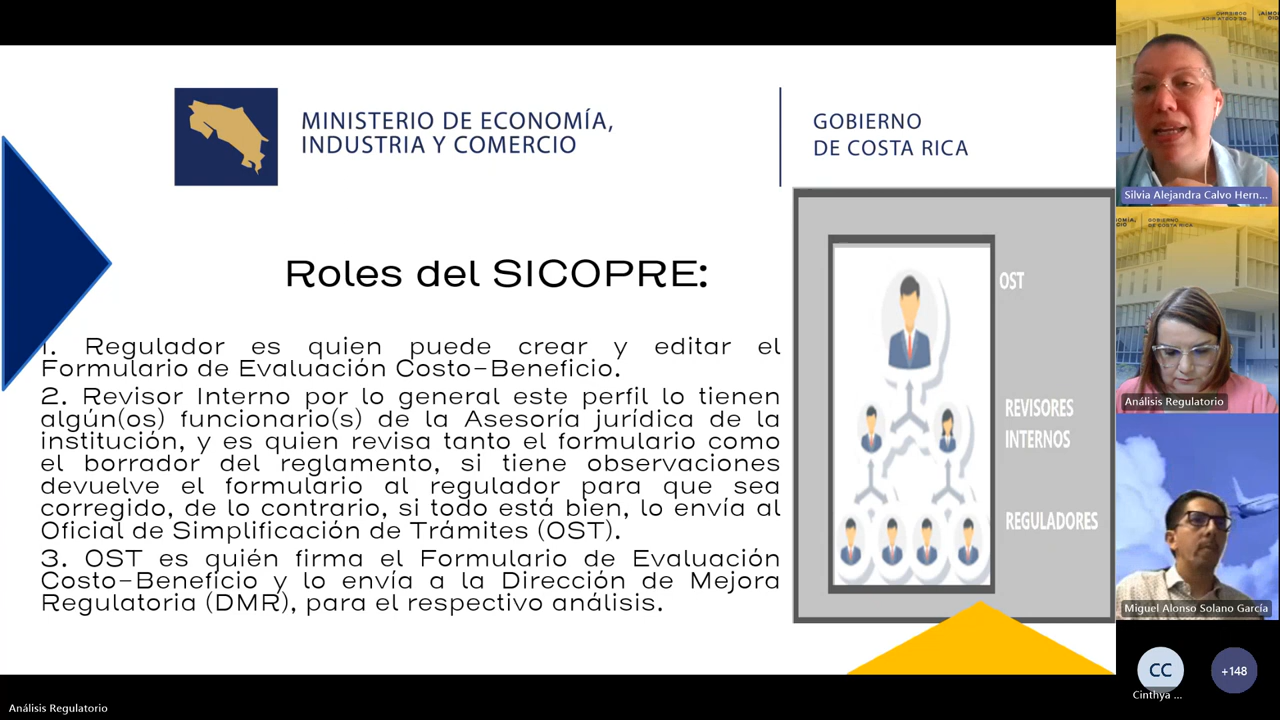 MINISTERIO DE ECONOMÍA,
INDUSTRIA Y COMERCIO
GOBIERNO
DE COSTA RICA
Roles del SICOPRE:
1. Regulador es quien puede crear y editar el
Formulario de Evaluación Costo-Beneficio.
2. Revisor Interno por lo general este perfil lo tienen
algún(os) funcionario(s) de la Asesoría jurídica de la
institución, y es quien revisa tanto el formulario como
el borrador del reglamento, si tiene observaciones
devuelve el formulario al regulador para que sea
corregido, de lo contrario, si todo está bien, lo envía al
Oficial de Simplificación de Trámites (OST).
3. OST es quién firma el Formulario de Evaluación
Costo-Beneficio y lo envía a la Dirección de Mejora
Regulatoria (DMR), para el respectivo análisis.
OST
REVISORES
INTERNOS
REGULADORES
Silvia Alejandra Calvo Hern...
GOBIERNO
DE COSTA RICA
Análisis Regulatorio
Miguel Alonso Solano García
CC
Cinthya ...
+148
Análisis Regulatorio